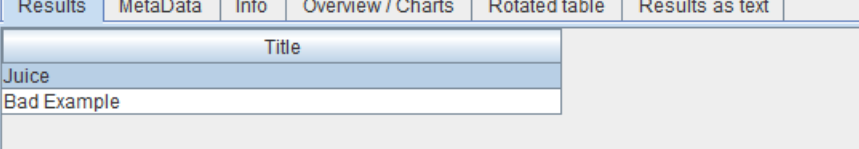 Results MetaData Info Overview / Charts Rotated table Results as text
Title
Juice
Bad Example